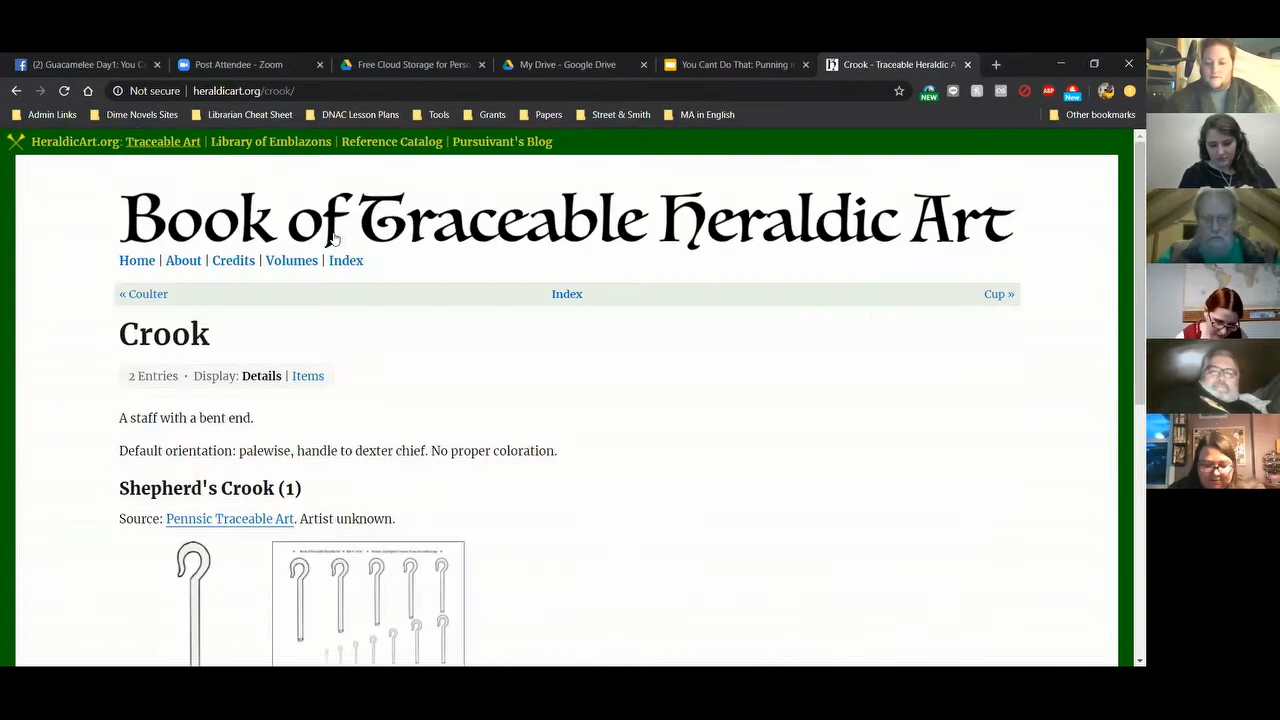 (2) Guacamelee Day1: You C
Post Attendee - Zoom
Free Cloud Storage for Perso
My Drive - Google Drive
You Cant Do That: Punning i
Crook - Traceable Heraldic A
Not secure | heraldicart.org/crook/
NEW
ABP
New
Admin Links
Dime Novels Sites
Librarian Cheat Sheet
DNAC Lesson Plans
Tools
Grants
Papers
Street & Smith
MA in English
Other bookmarks
HeraldicArt.org: Traceable Art | Library of Emblazons | Reference Catalog | Pursuivant's Blog
Book of Traceable Heraldic Art
Home | About | Credits | Volumes | Index
« Coulter
Index
Cup »
Crook
2 Entries • Display: Details | Items
A staff with a bent end.
Default orientation: palewise, handle to dexter chief. No proper coloration.
Shepherd's Crook (1)
Source: Pennsic Traceable Art. Artist unknown.